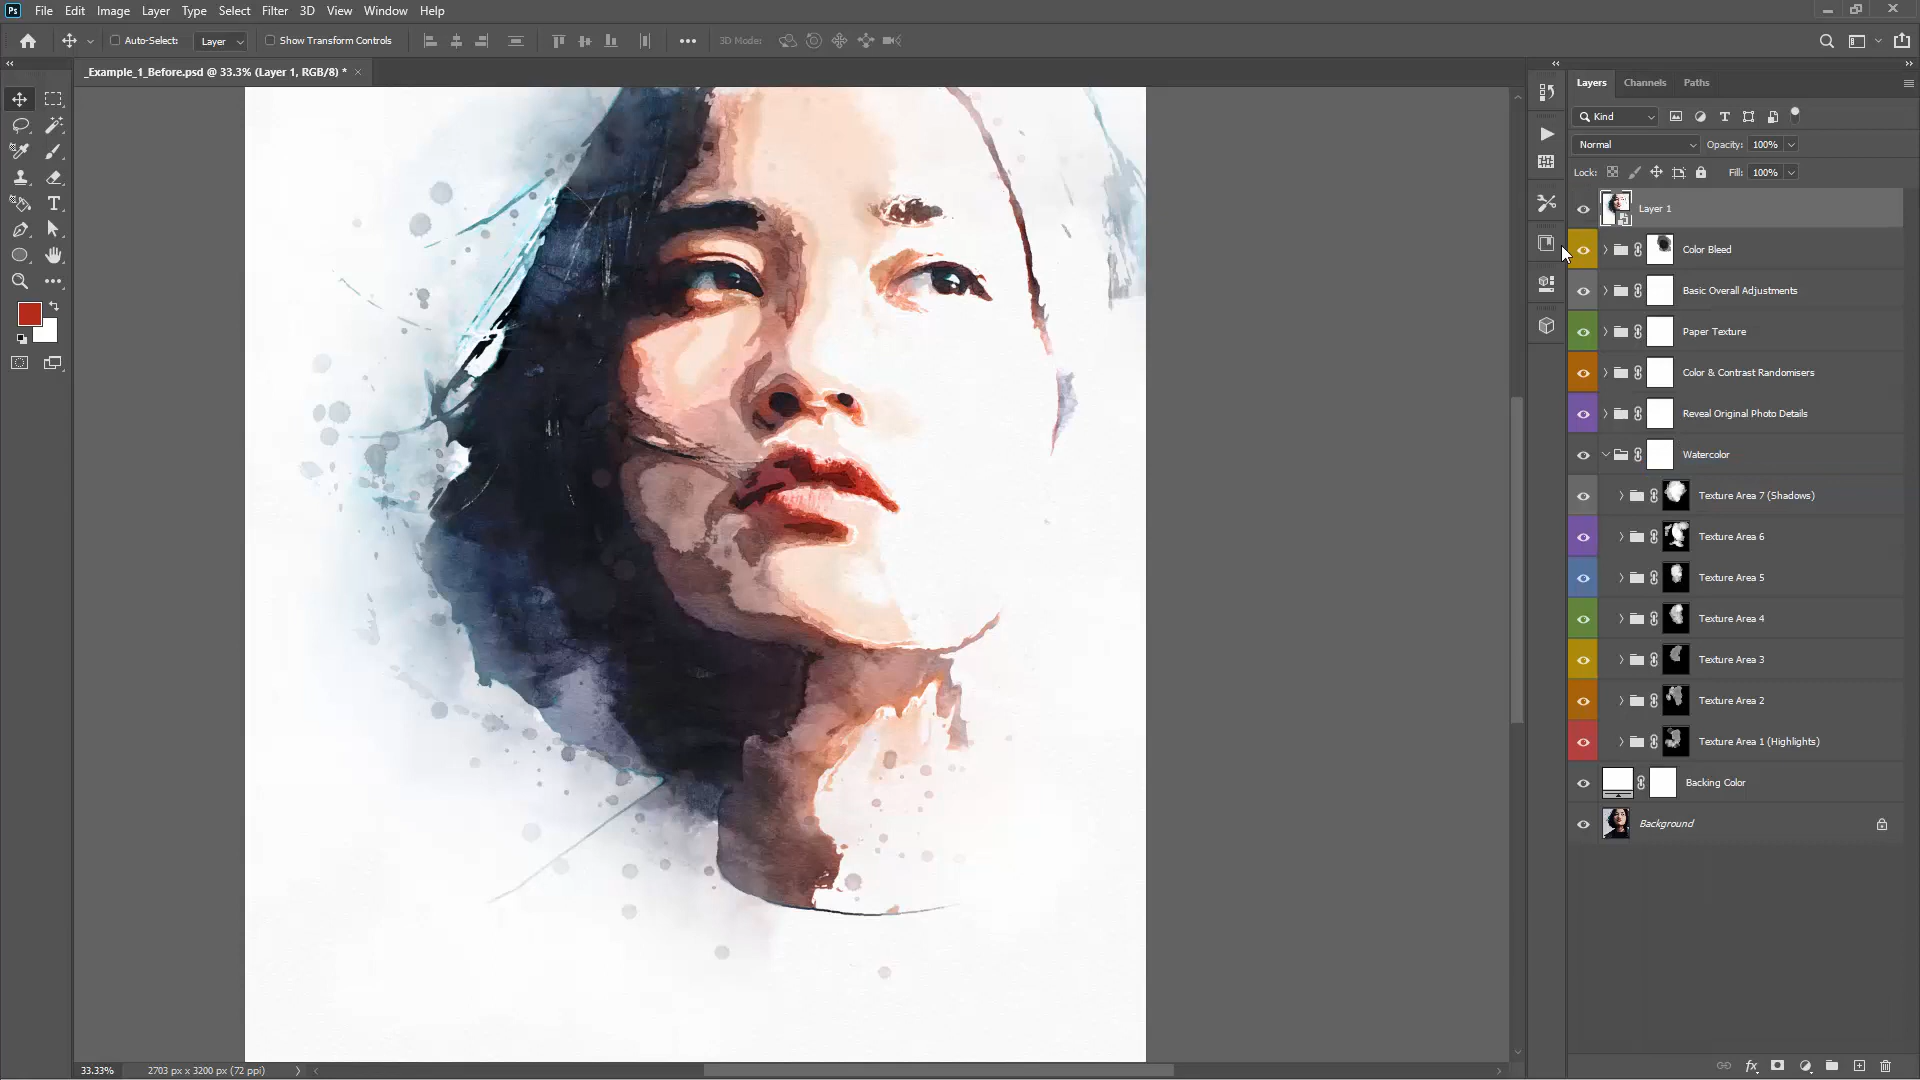 Ps File Edit Image Layer Type Select Filter 3D View Window Help
Auto-Select: Layer Show Transform Controls 3D Mode:
_Example_1_Before.psd @ 33.3% (Layer 1, RGB/8) *
Layers Channels Paths
Kind
Normal Opacity: 100%
Lock: Fill: 100%
Layer 1
Color Bleed
Basic Overall Adjustments
Paper Texture
Color & Contrast Randomisers
Reveal Original Photo Details
Watercolor
Texture Area 7 (Shadows)
Texture Area 6
Texture Area 5
Texture Area 4
Texture Area 3
Texture Area 2
Texture Area 1 (Highlights)
Backing Color
Background
33.33% 2703 px x 3200 px (72 ppi)